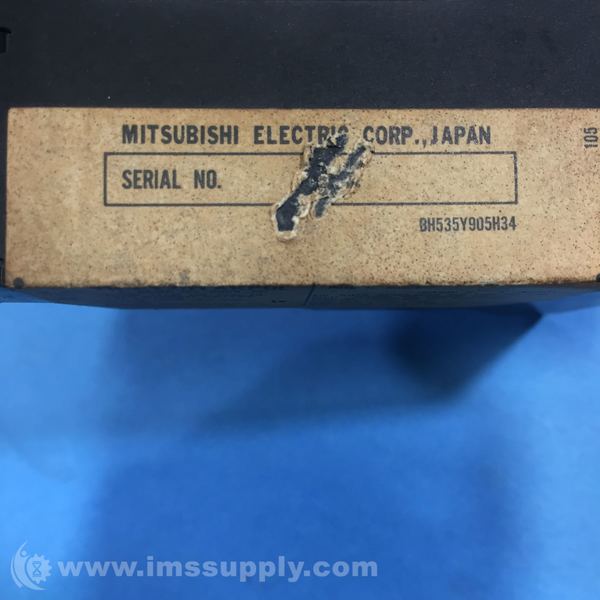 MITSUBISHI ELECTRIC CORP., JAPAN
SERIAL NO.
BH535Y905H34
105
www.imssupply.com